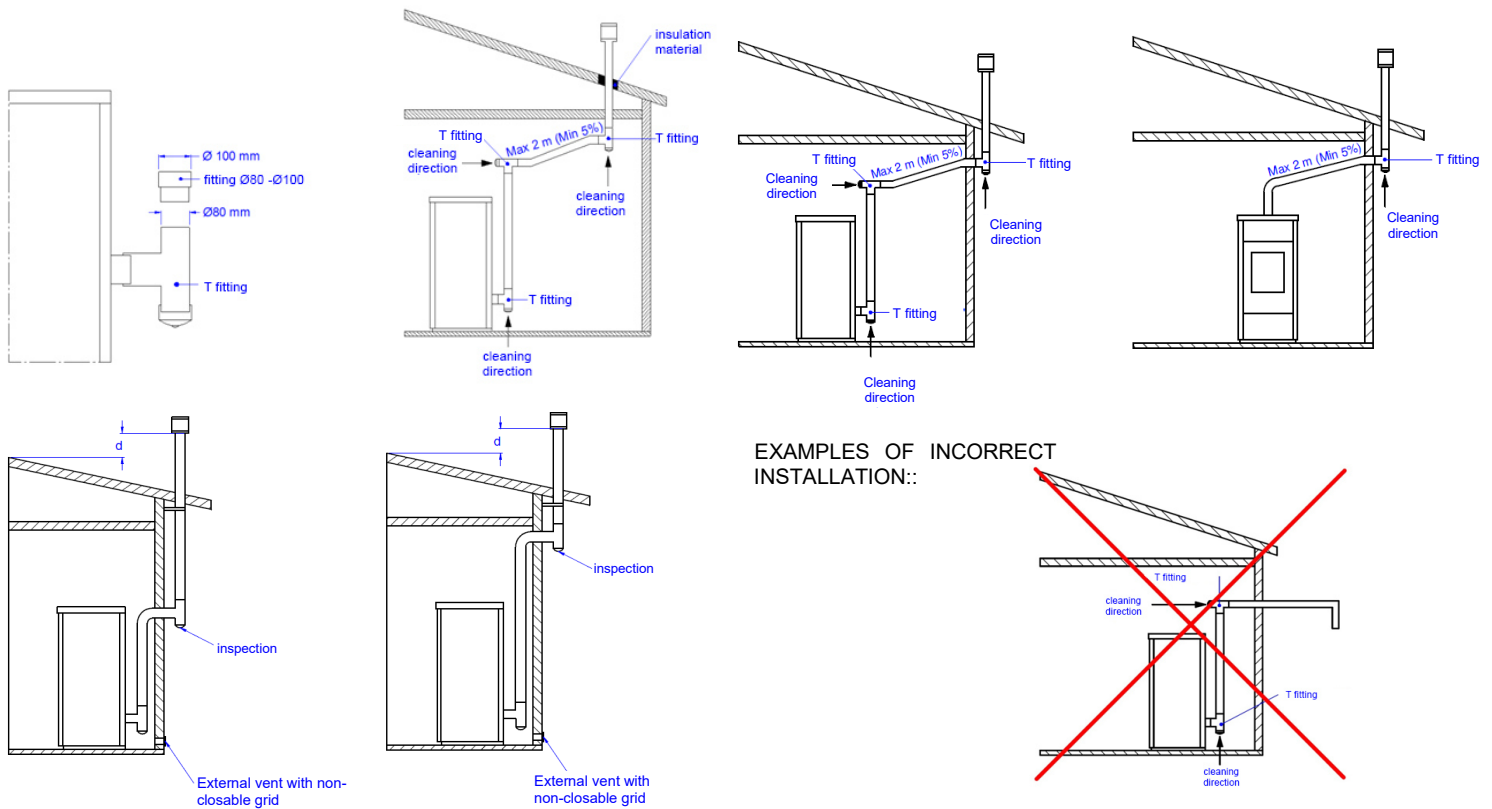 Ø 100 mm
fitting Ø80 -Ø100
Ø80 mm
T fitting
insulation
material
T fitting
Max 2 m (Min 5%)
T fitting
cleaning
direction
cleaning
direction
T fitting
cleaning
direction
T fitting
Max 2 m (Min 5%)
T fitting
Cleaning
direction
Cleaning
direction
T fitting
Cleaning
direction
Max 2 m (Min 5%)
T fitting
Cleaning
direction
d
inspection
External vent with non-
closable grid
d
inspection
External vent with
non-closable grid
EXAMPLES OF INCORRECT
INSTALLATION::
T fitting
cleaning
direction
T fitting
cleaning
direction